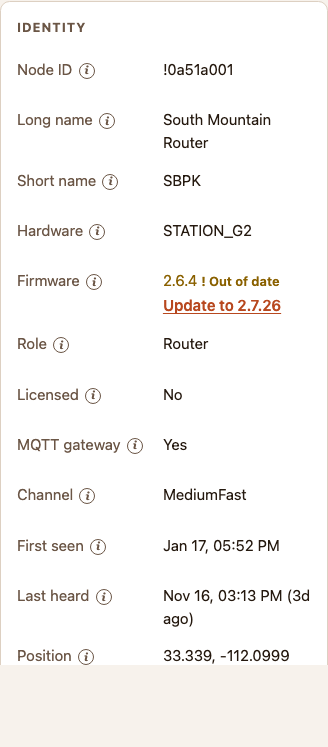 IDENTITY
Node ID i !0a51a001
Long name i South Mountain
Router
Short name i SBPK
Hardware i STATION_G2
Firmware i 2.6.4 ! Out of date
Update to 2.7.26
Role i Router
Licensed i No
MQTT gateway i Yes
Channel i MediumFast
First seen i Jan 17, 05:52 PM
Last heard i Nov 16, 03:13 PM (3d
ago)
Position i 33.339, -112.0999